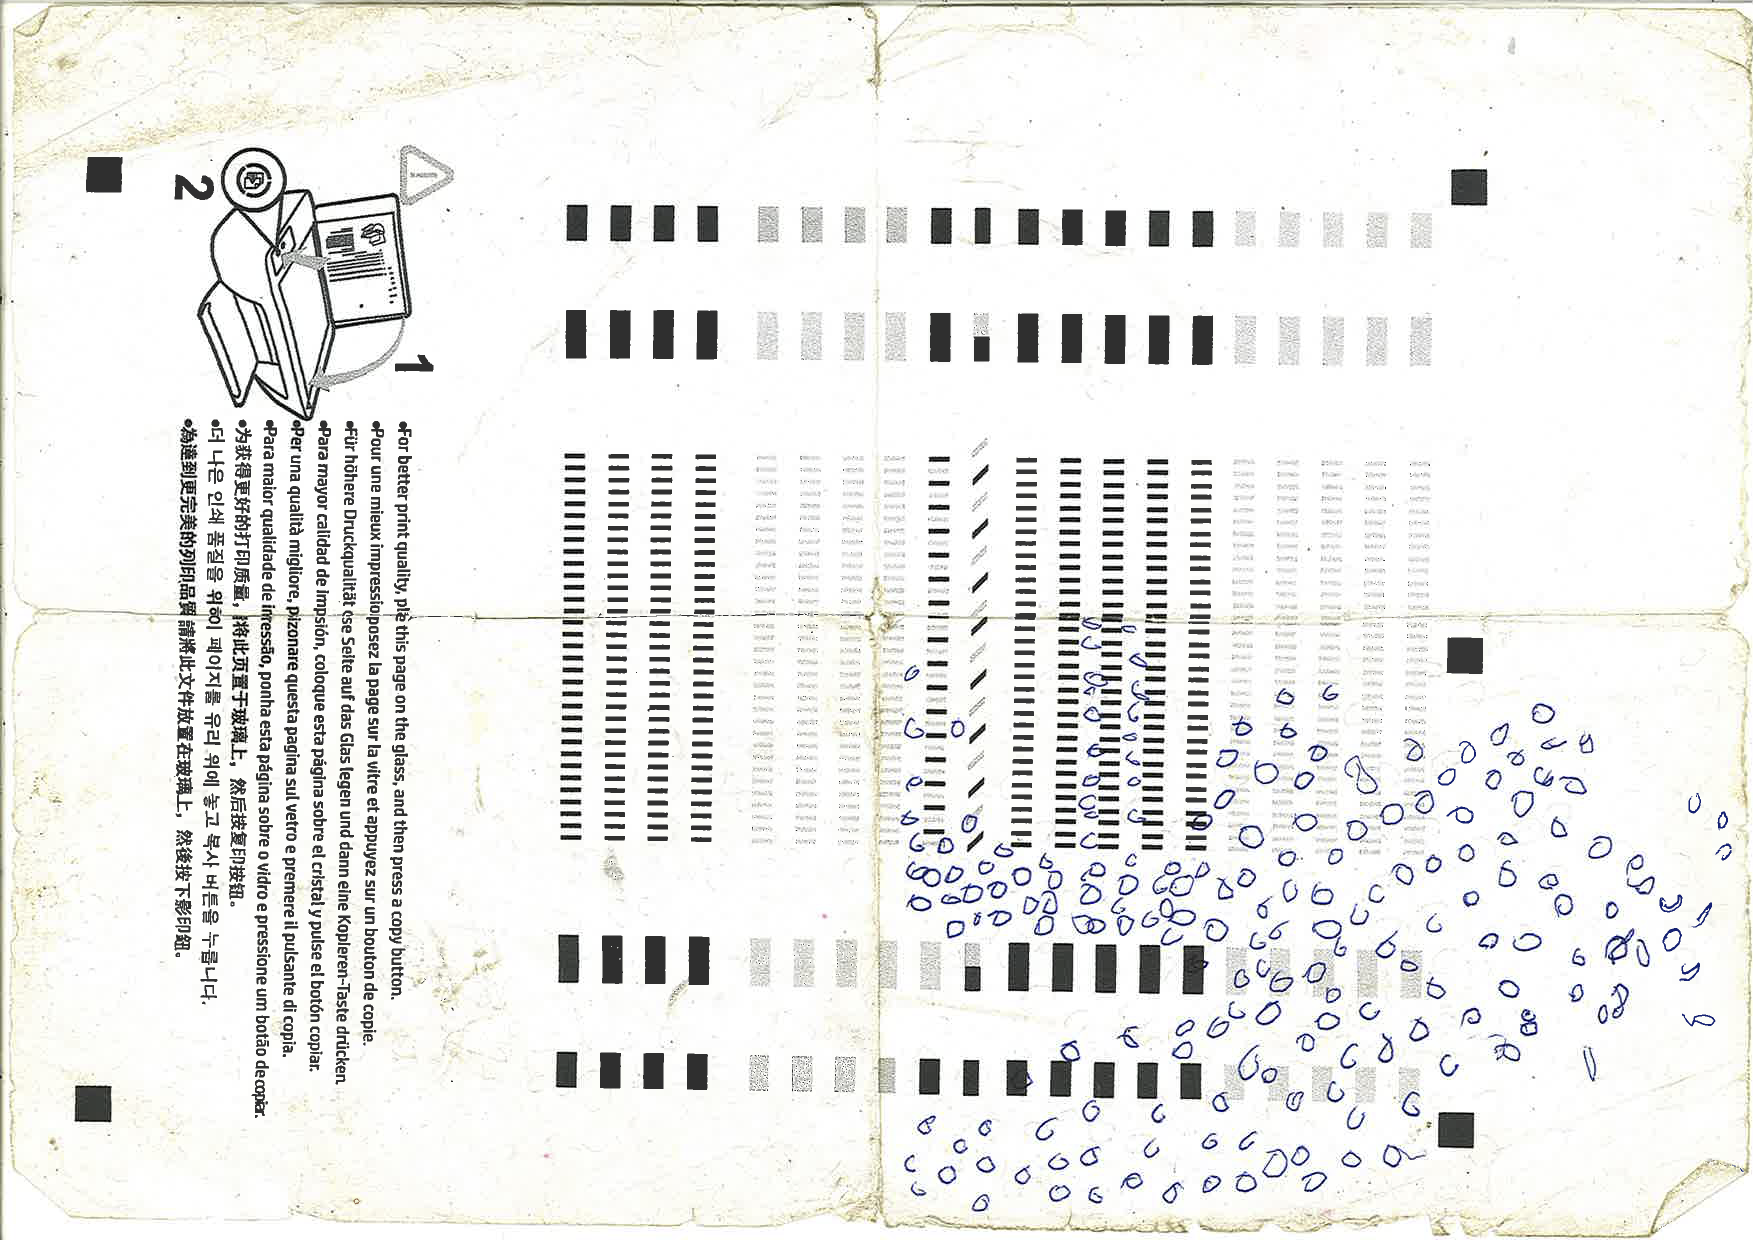 2
1
•For better print quality, ple this page on the glass, and then press a copy button.
•Pour une mieux impressioposez la page sur la vitre et appuyez sur un bouton de copie.
•Für höhere Druckqualität ese Seite auf das Glas legen und dann eine Kopieren-Taste drücken.
•Para mayor calidad de impsión, coloque esta página sobre el cristal y pulse el botón copiar.
•Per una qualità migliore, pizonare questa pagina sul vetro e premere il pulsante di copia.
•Para maior qualidade de imressão, ponha esta página sobre o vidro e pressione um botão de copiar.
•为获得更好的打印质量，将此页置于玻璃上，然后按复印按钮。
•더 나은 인쇄 품질을 위해이 페이지를 유리 위에 놓고 복사 버튼을 누릅니다.
•為達到更完美的列印品質請將此文件放置在玻璃上，然後按下影印鈕。